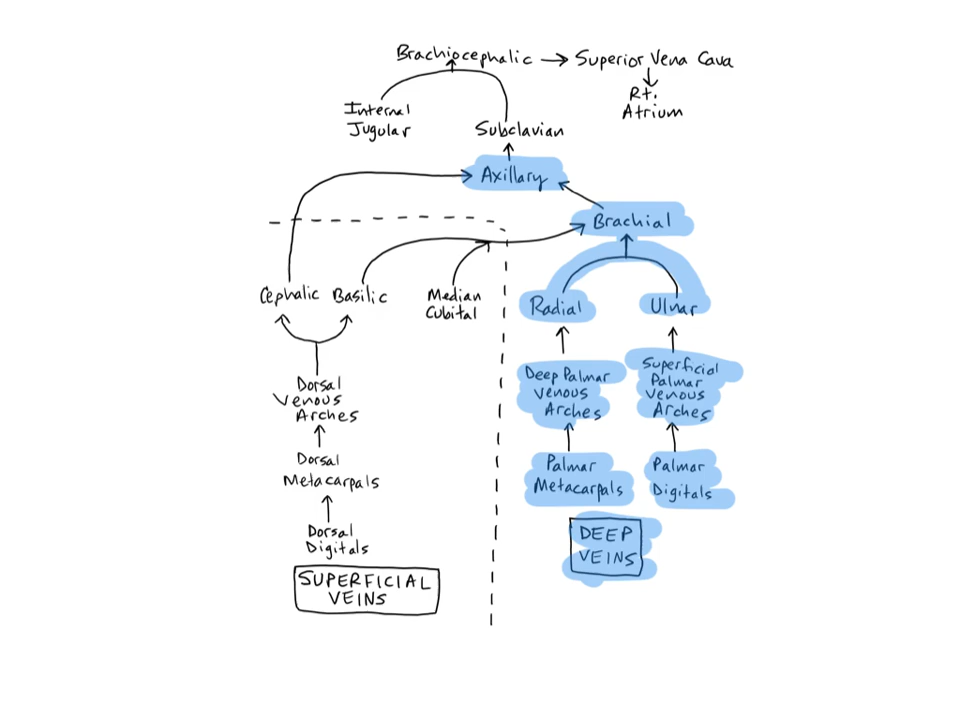 Brachiocephalic → Superior Vena Cava
Rt.
Atrium
Internal
Jugular
Subclavian
Axillary
Brachial
Cephalic
Basilic
Median
Cubital
Radial
Ulnar
Dorsal
Venous
Arches
Deep Palmar
Venous
Arches
Superficial
Palmar
Venous
Arches
Dorsal
Metacarpals
Palmar
Metacarpals
Palmar
Digitals
Dorsal
Digitals
DEEP
VEINS
SUPERFICIAL
VEINS